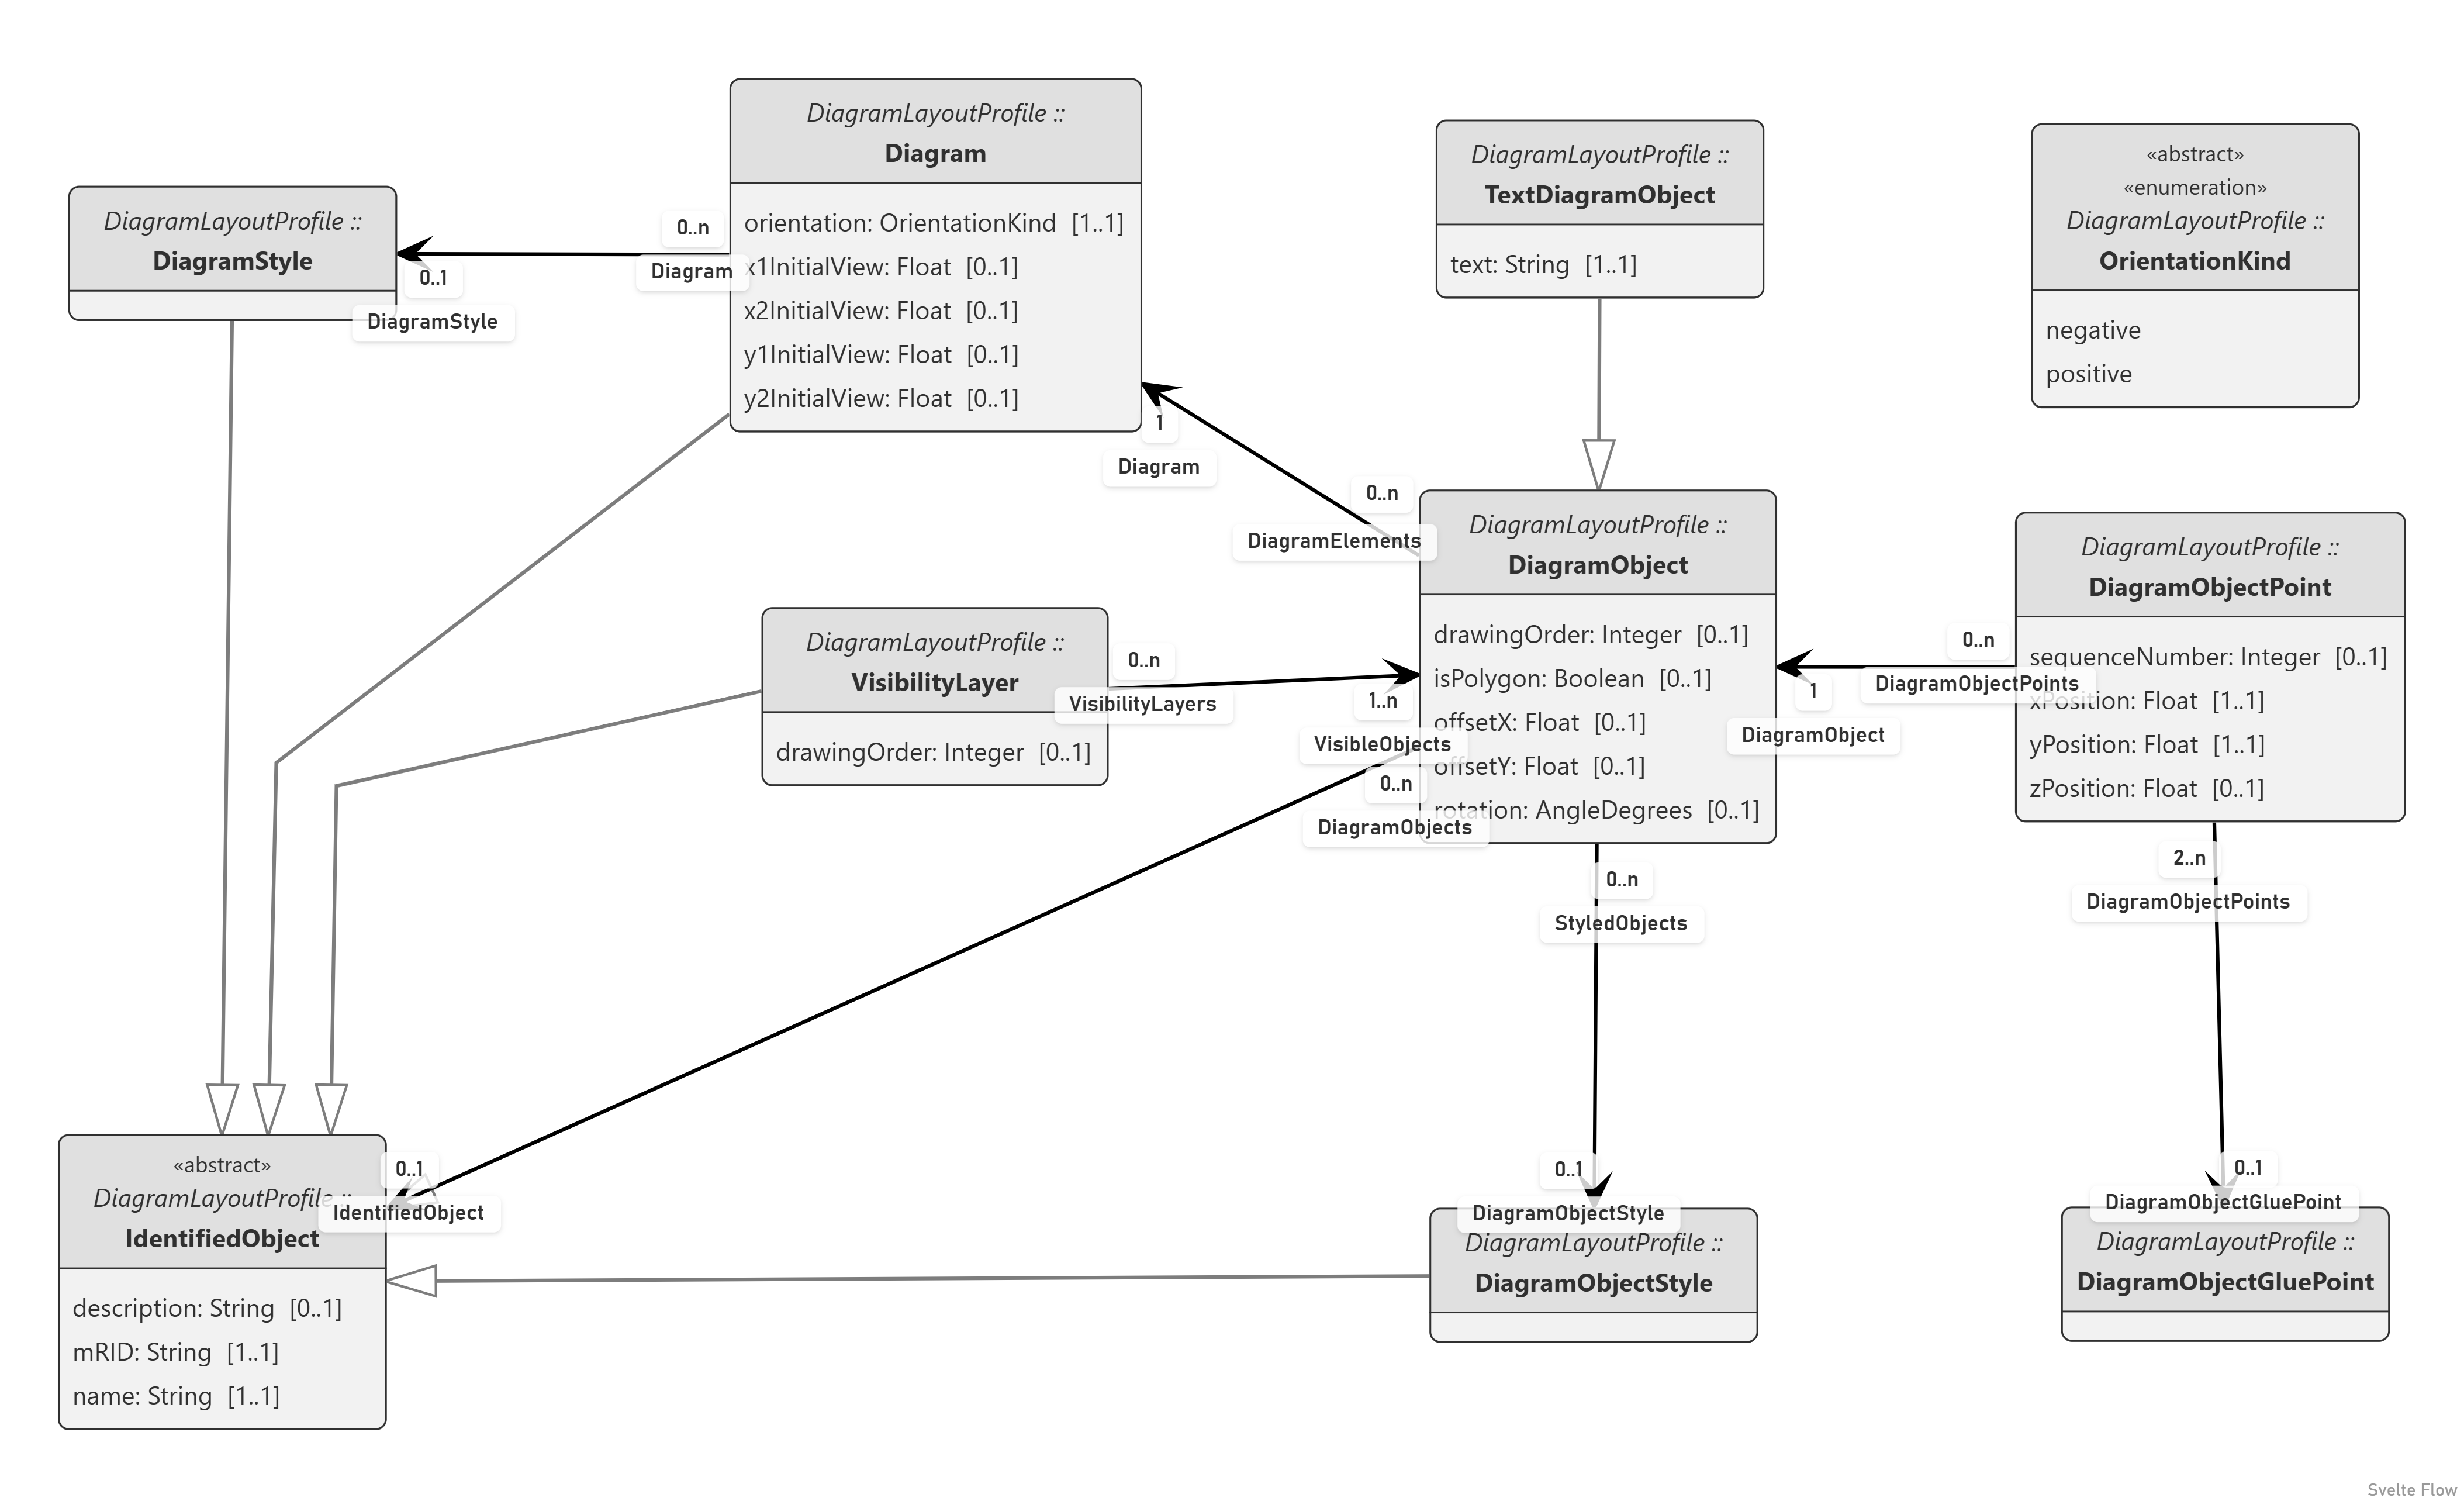 DiagramLayoutProfile ::
Diagram
orientation: OrientationKind [1..1]
x1InitialView: Float [0..1]
x2InitialView: Float [0..1]
y1InitialView: Float [0..1]
y2InitialView: Float [0..1]
DiagramLayoutProfile ::
TextDiagramObject
text: String [1..1]
«abstract»
«enumeration»
DiagramLayoutProfile ::
OrientationKind
negative
positive
DiagramLayoutProfile ::
DiagramStyle
0..n
Diagram
0..1
DiagramStyle
1
Diagram
0..n
DiagramElements
DiagramLayoutProfile ::
DiagramObject
drawingOrder: Integer [0..1]
isPolygon: Boolean [0..1]
offsetX: Float [0..1]
offsetY: Float [0..1]
rotation: AngleDegrees [0..1]
DiagramLayoutProfile ::
DiagramObjectPoint
sequenceNumber: Integer [0..1]
xPosition: Float [1..1]
yPosition: Float [1..1]
zPosition: Float [0..1]
0..n
DiagramObjectPoints
1
DiagramObject
DiagramLayoutProfile ::
VisibilityLayer
drawingOrder: Integer [0..1]
0..n
VisibilityLayers
1..n
VisibleObjects
0..n
DiagramObjects
0..n
StyledObjects
2..n
DiagramObjectPoints
0..1
IdentifiedObject
«abstract»
DiagramLayoutProfile ::
IdentifiedObject
description: String [0..1]
mRID: String [1..1]
name: String [1..1]
0..1
DiagramObjectStyle
DiagramLayoutProfile ::
DiagramObjectStyle
0..1
DiagramObjectGluePoint
DiagramLayoutProfile ::
DiagramObjectGluePoint
Svelte Flow